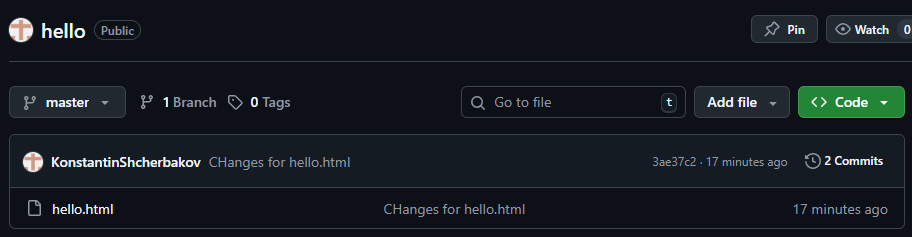 hello Public Pin Watch 0
master 1 Branch 0 Tags Go to file t Add file Code
KonstantinShcherbakov CHanges for hello.html 3ae37c2 · 17 minutes ago 2 Commits
hello.html CHanges for hello.html 17 minutes ago